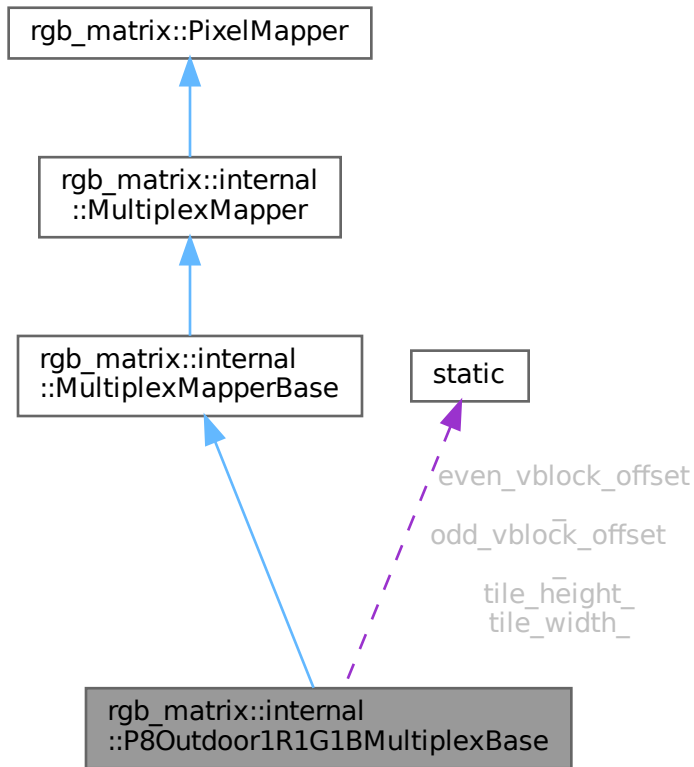 rgb_matrix::PixelMapper
rgb_matrix::internal
::MultiplexMapper
rgb_matrix::internal
::MultiplexMapperBase
static
even_vblock_offset
_
odd_vblock_offset
_
tile_height_
tile_width_
rgb_matrix::internal
::P8Outdoor1R1G1BMultiplexBase